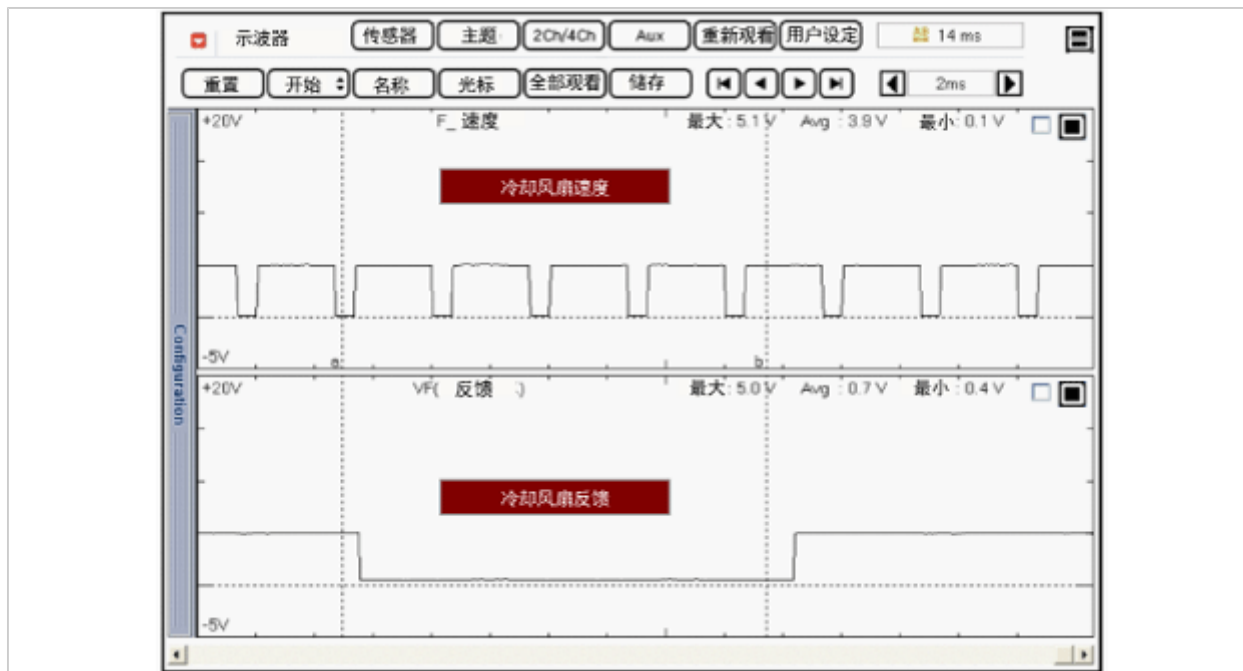 示波器 传感器 主题 2Ch/4Ch Aux 重新观看 用户设定 14 ms
重置 开始 名称 光标 全部观看 储存 2ms
+20V F_ 速度 最大: 5.1 V Avg : 3.9 V 最小: 0.1 V
冷却风扇速度
-5V a b
Configuration
+20V VF( 反馈 .) 最大: 5.0 V Avg : 0.7 V 最小: 0.4 V
冷却风扇反馈
-5V